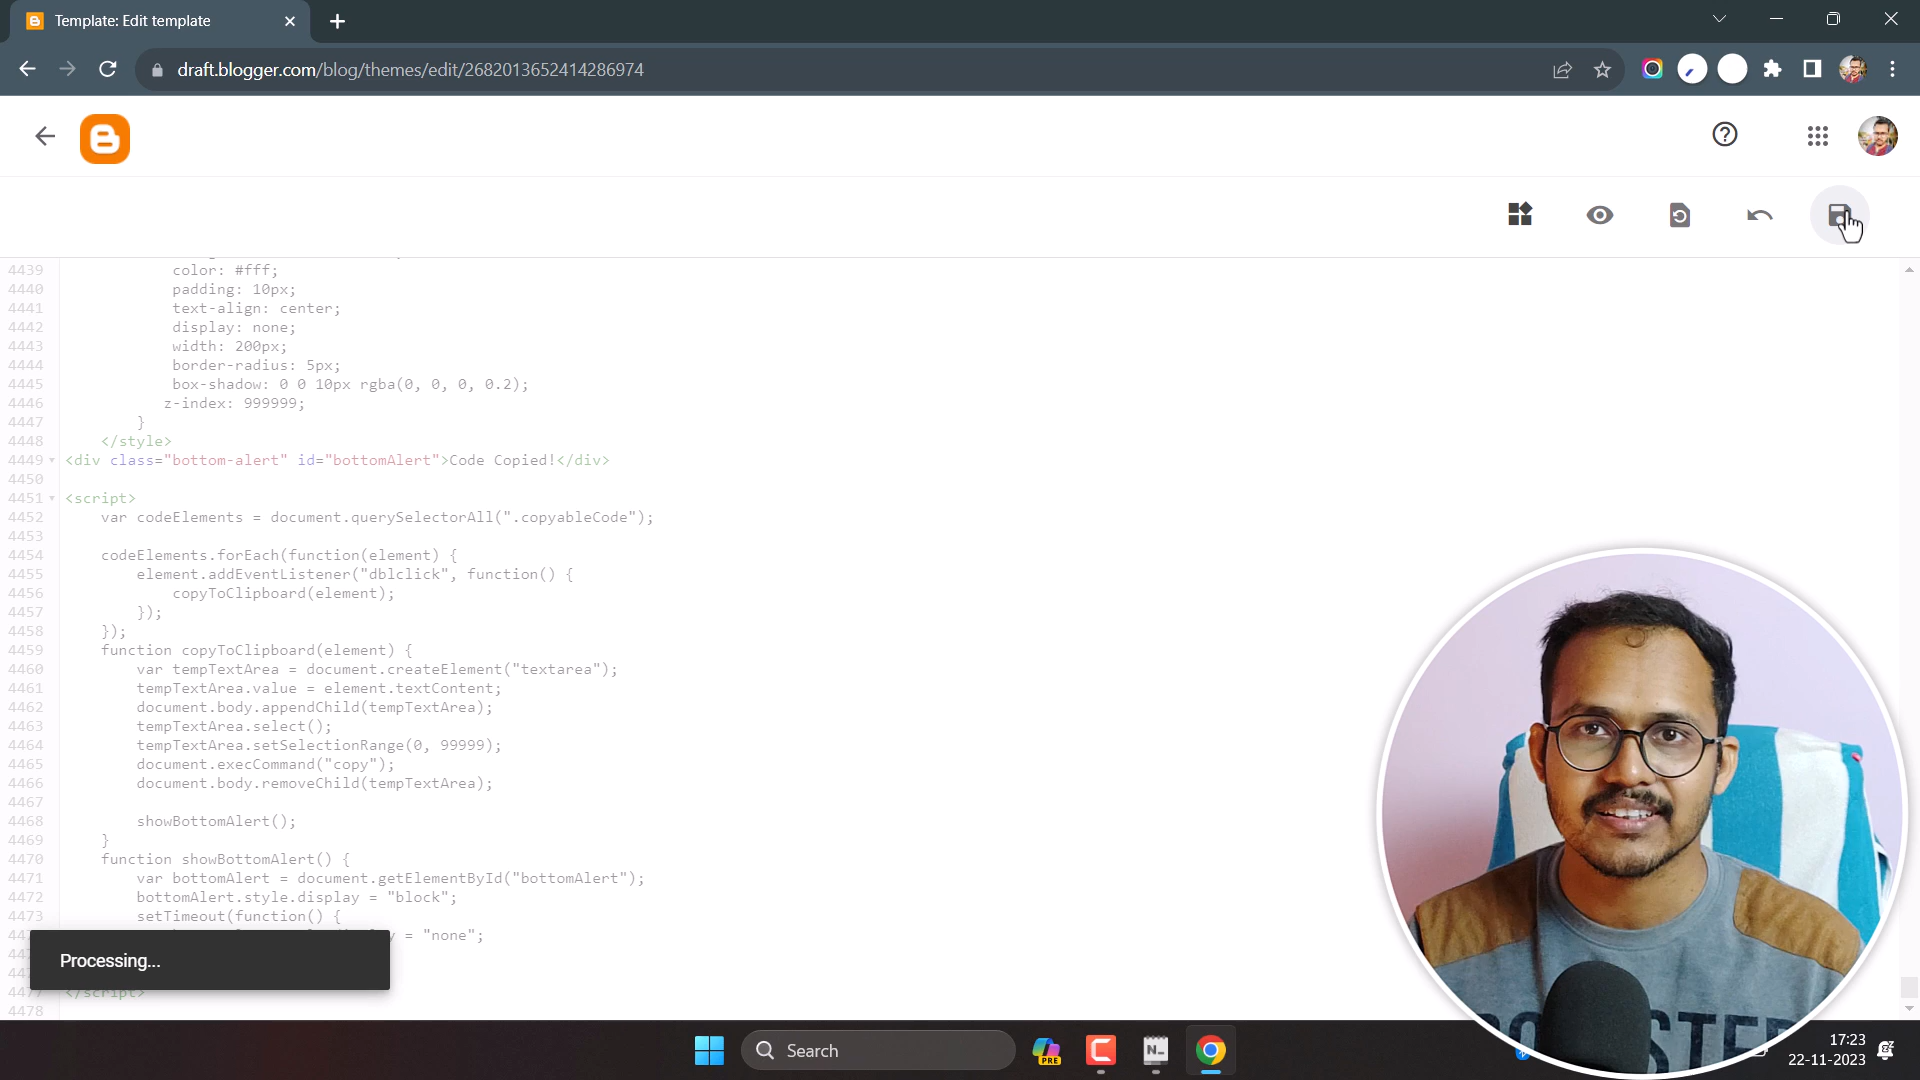 Template: Edit template
draft.blogger.com/blog/themes/edit/2682013652414286974
4439 color: #fff;
4440 padding: 10px;
4441 text-align: center;
4442 display: none;
4443 width: 200px;
4444 border-radius: 5px;
4445 box-shadow: 0 0 10px rgba(0, 0, 0, 0.2);
4446 z-index: 999999;
4447 }
4448 </style>
4449 <div class="bottom-alert" id="bottomAlert">Code Copied!</div>
4450
4451 <script>
4452 var codeElements = document.querySelectorAll(".copyableCode");
4453
4454 codeElements.forEach(function(element) {
4455 element.addEventListener("dblclick", function() {
4456 copyToClipboard(element);
4457 });
4458 });
4459 function copyToClipboard(element) {
4460 var tempTextArea = document.createElement("textarea");
4461 tempTextArea.value = element.textContent;
4462 document.body.appendChild(tempTextArea);
4463 tempTextArea.select();
4464 tempTextArea.setSelectionRange(0, 99999);
4465 document.execCommand("copy");
4466 document.body.removeChild(tempTextArea);
4467
4468 showBottomAlert();
4469 }
4470 function showBottomAlert() {
4471 var bottomAlert = document.getElementById("bottomAlert");
4472 bottomAlert.style.display = "block";
4473 setTimeout(function() {
= "none";
Processing...
4477 </script>
4478
Search
PRE
N
17:23
22-11-2023